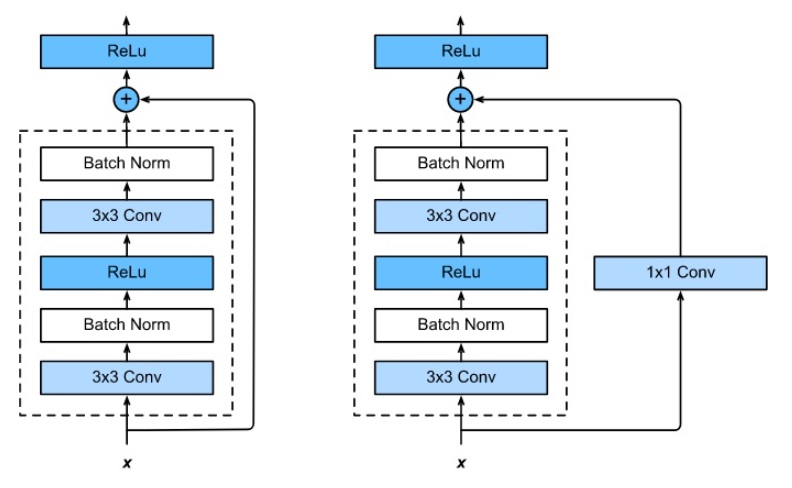 ReLu
+
Batch Norm
3x3 Conv
ReLu
Batch Norm
3x3 Conv
x
ReLu
+
Batch Norm
3x3 Conv
ReLu
Batch Norm
3x3 Conv
1x1 Conv
x